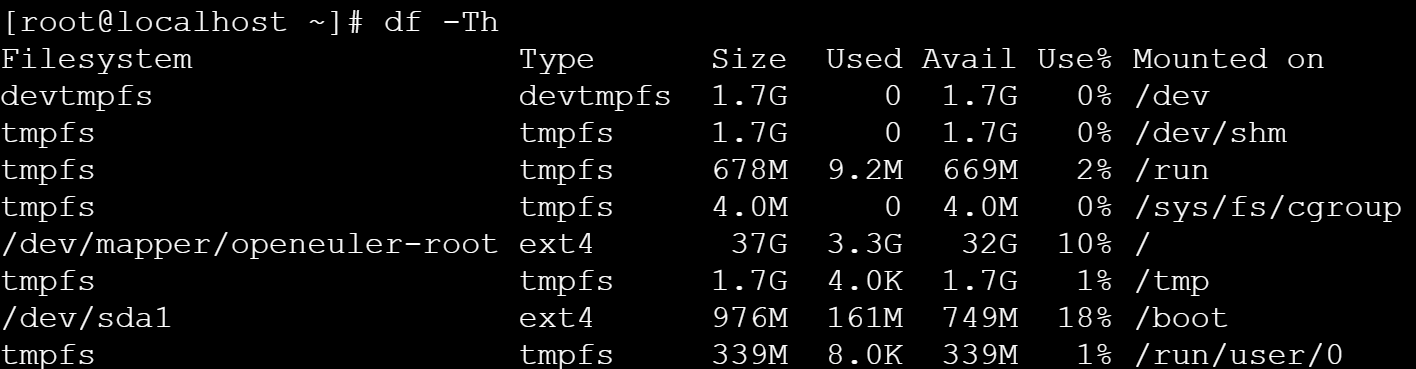 [root@localhost ~]# df -Th
Filesystem                 Type      Size  Used Avail Use% Mounted on
devtmpfs                   devtmpfs  1.7G     0  1.7G   0% /dev
tmpfs                      tmpfs     1.7G     0  1.7G   0% /dev/shm
tmpfs                      tmpfs     678M  9.2M  669M   2% /run
tmpfs                      tmpfs     4.0M     0  4.0M   0% /sys/fs/cgroup
/dev/mapper/openeuler-root ext4       37G  3.3G   32G  10% /
tmpfs                      tmpfs     1.7G  4.0K  1.7G   1% /tmp
/dev/sda1                  ext4      976M  161M  749M  18% /boot
tmpfs                      tmpfs     339M  8.0K  339M   1% /run/user/0